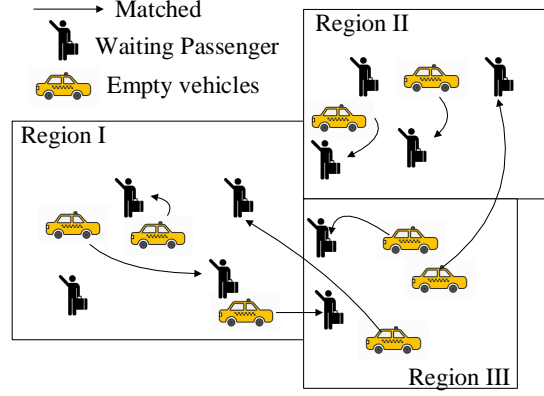 Matched
Waiting Passenger
Empty vehicles
Region II
Region I
Region III